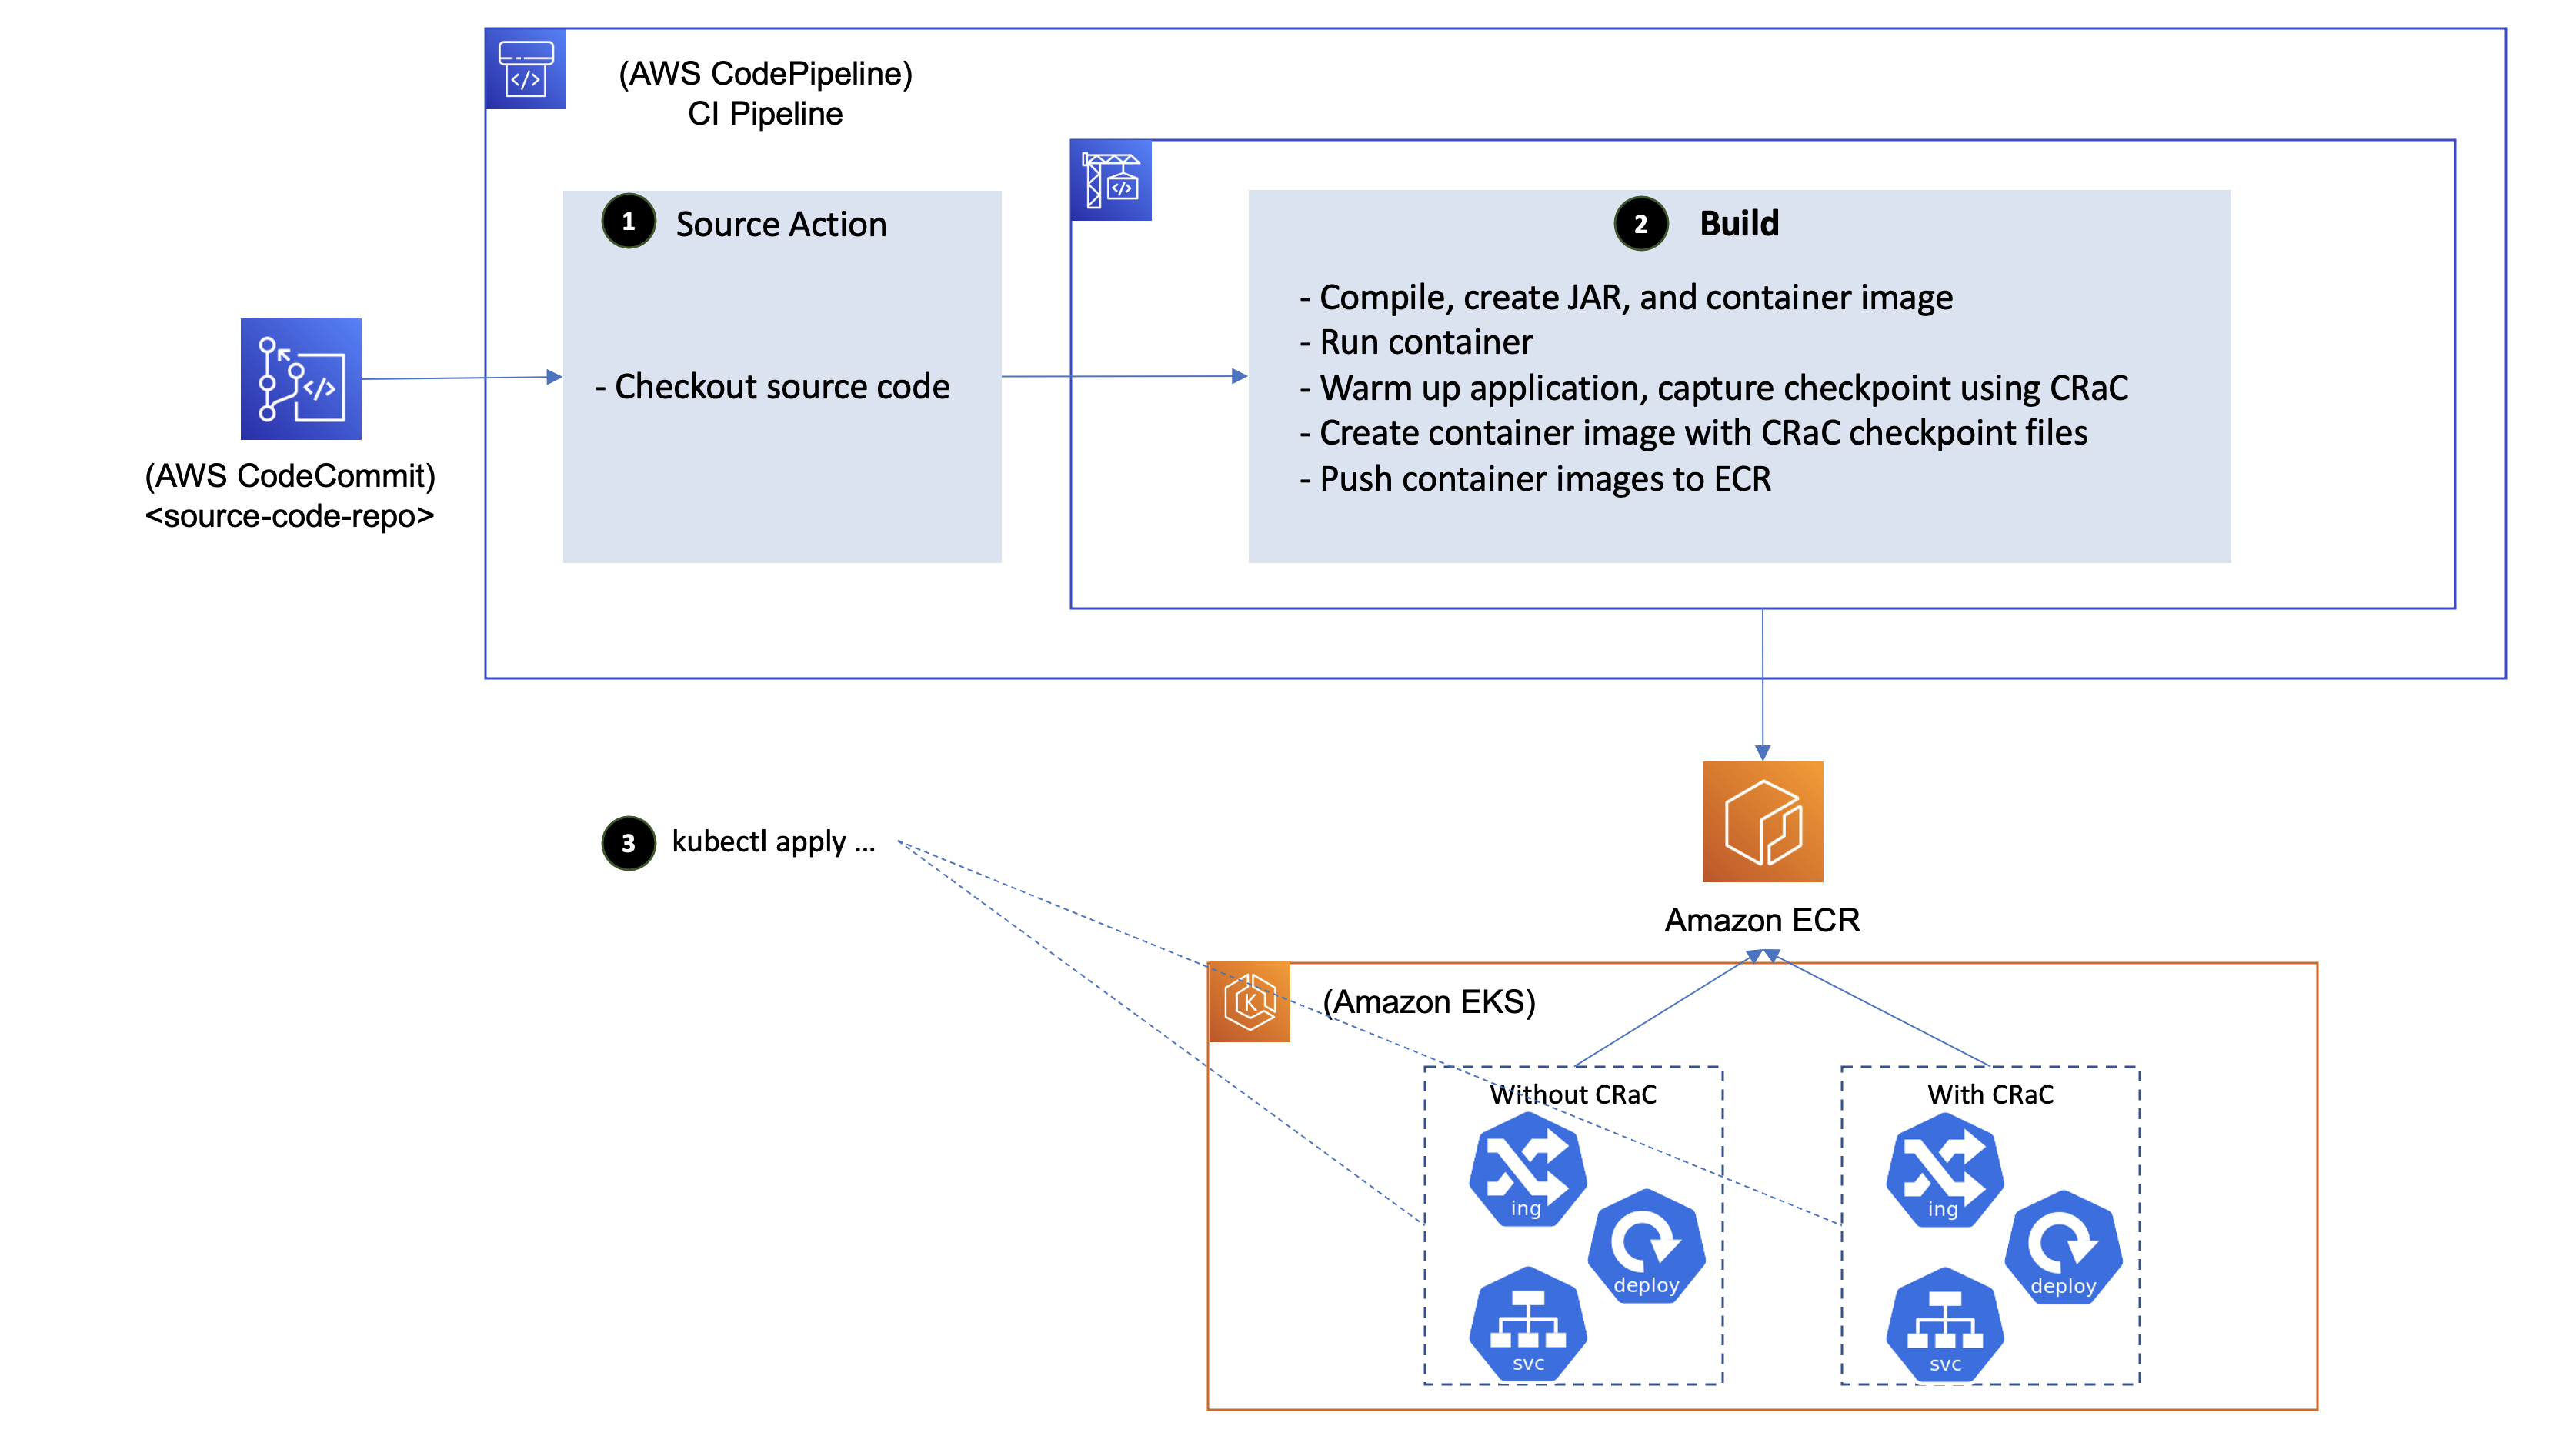 (AWS CodePipeline)
CI Pipeline
1 Source Action
- Checkout source code
2 Build
- Compile, create JAR, and container image
- Run container
- Warm up application, capture checkpoint using CRaC
- Create container image with CRaC checkpoint files
- Push container images to ECR
(AWS CodeCommit)
<source-code-repo>
3 kubectl apply ...
Amazon ECR
K
(Amazon EKS)
Without CRaC
ing
deploy
svc
With CRaC
ing
deploy
svc